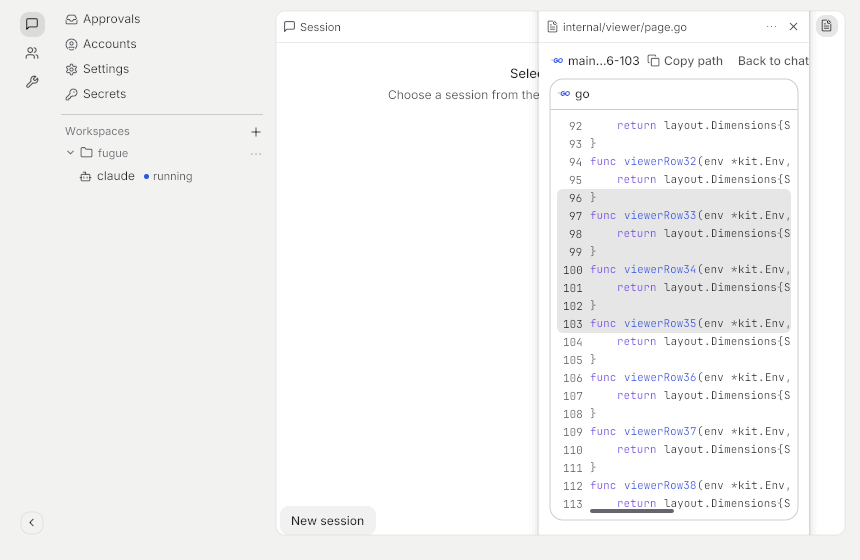 Approvals
Accounts
Settings
Secrets
Workspaces
fugue
claude running
Session
Choose a session from the
New session
internal/viewer/page.go
main...6-103 Copy path Back to chat
go
92 return layout.Dimensions{S
93 }
94 func viewerRow32(env *kit.Env,
95 return layout.Dimensions{S
96 }
97 func viewerRow33(env *kit.Env,
98 return layout.Dimensions{S
99 }
100 func viewerRow34(env *kit.Env,
101 return layout.Dimensions{S
102 }
103 func viewerRow35(env *kit.Env,
104 return layout.Dimensions{S
105 }
106 func viewerRow36(env *kit.Env,
107 return layout.Dimensions{S
108 }
109 func viewerRow37(env *kit.Env,
110 return layout.Dimensions{S
111 }
112 func viewerRow38(env *kit.Env,
113 return layout.Dimensions{S